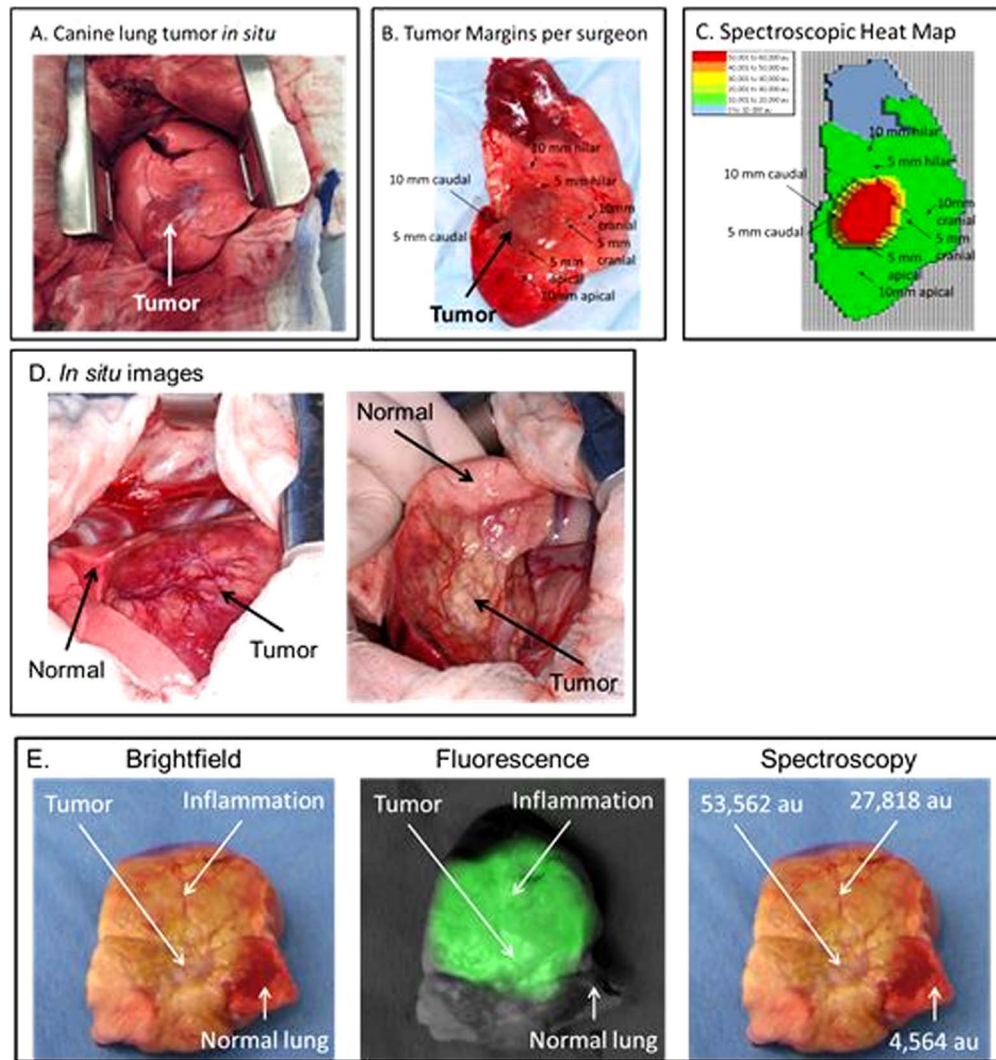 A. Canine lung tumor in situ
Tumor
B. Tumor Margins per surgeon
10 mm hilar
10 mm caudal
5 mm hilar
10mm cranial
5 mm caudal
5 mm cranial
5 mm apical
10mm apical
Tumor
C. Spectroscopic Heat Map
10 mm hilar
10 mm caudal
5 mm hilar
10mm cranial
5 mm caudal
5 mm cranial
5 mm apical
10mm apical
D. In situ images
Normal
Tumor
Normal
Tumor
E.
Brightfield
Tumor
Inflammation
Normal lung
Fluorescence
Tumor
Inflammation
Normal lung
Spectroscopy
53,562 au
27,818 au
4,564 au